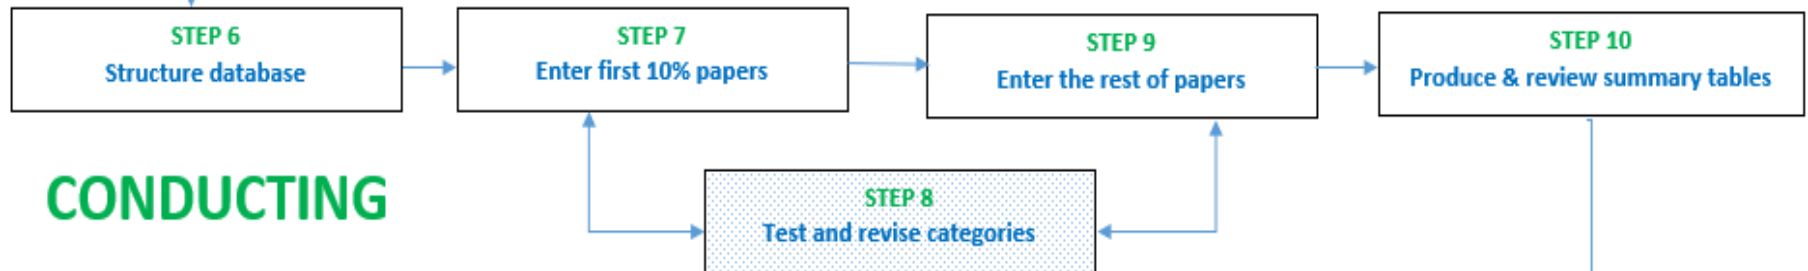 STEP 6
Structure database
STEP 7
Enter first 10% papers
STEP 9
Enter the rest of papers
STEP 10
Produce & review summary tables
CONDUCTING
STEP 8
Test and revise categories